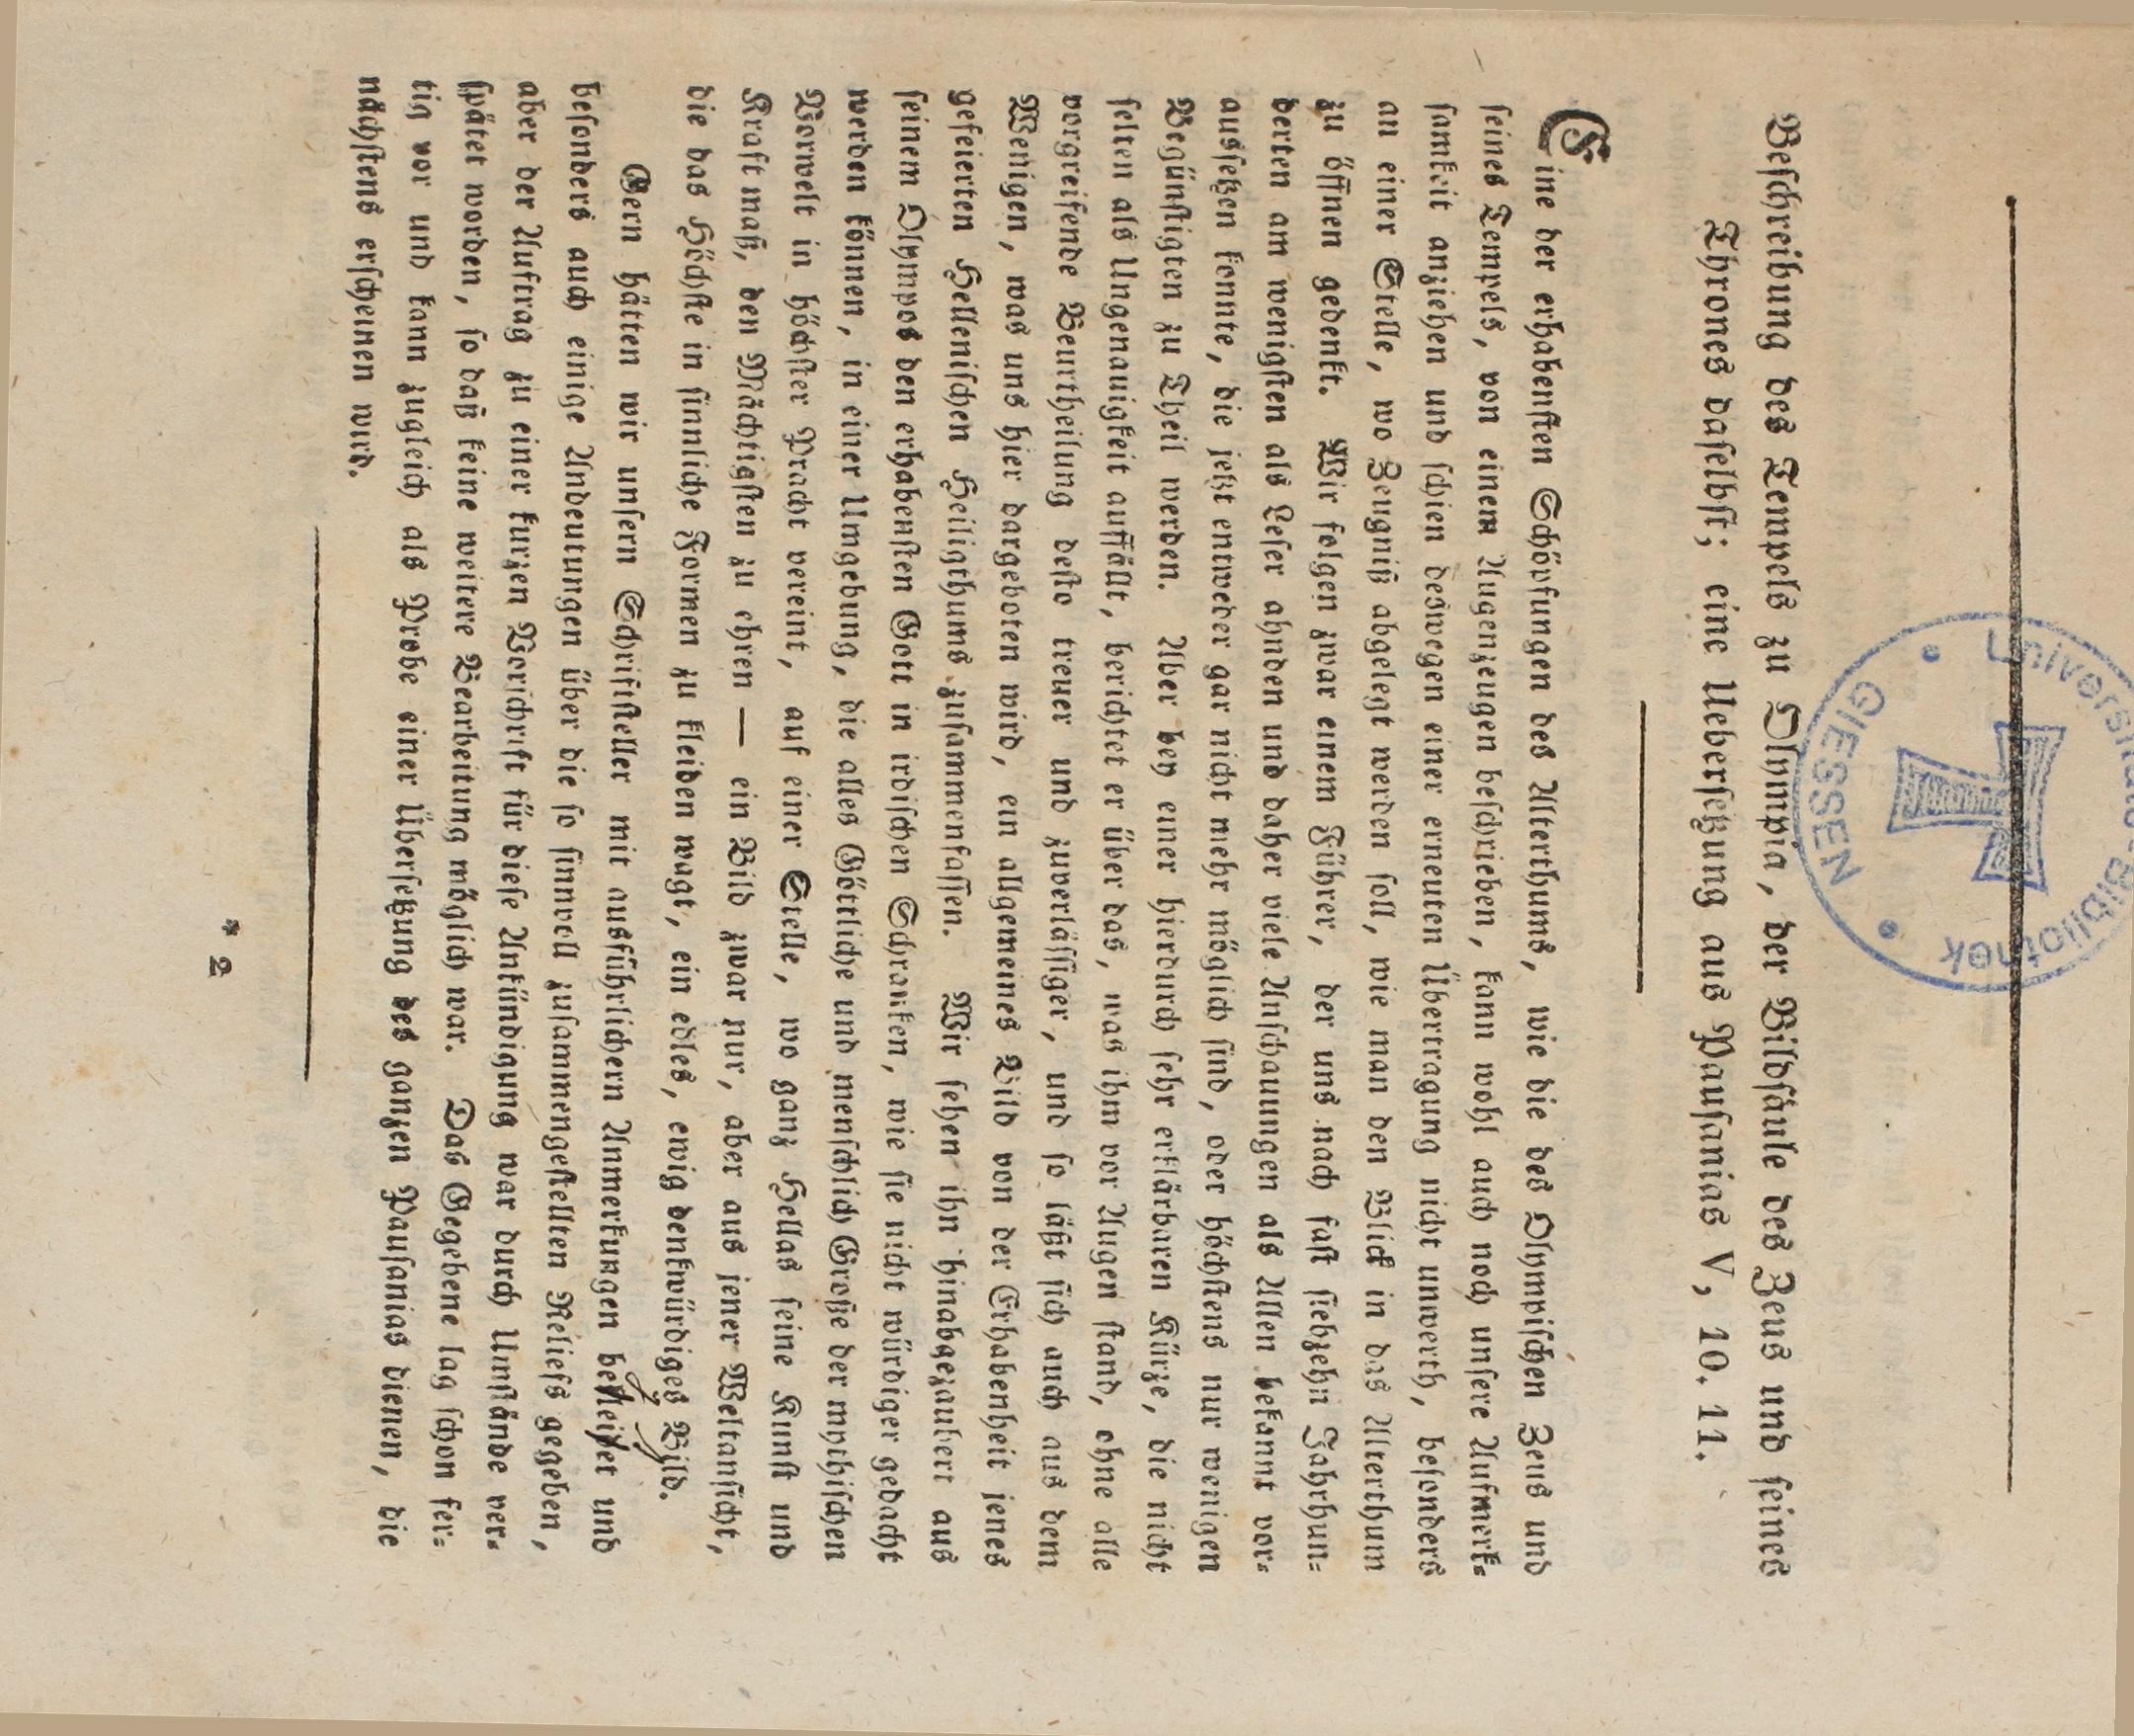 Universitäts-Bibliothek
GIESSEN
Beschreibung des Tempels zu Olympia, der Bildsäule des Zeus und seines
Thrones daselbst; eine Uebersetzung aus Pausanias V, 10. 11.
Eine der erhabensten Schöpfungen des Alterthums, wie die des Olympischen Zeus und
seines Tempels, von einem Augenzeugen beschrieben, kann wohl auch noch unsere Aufmerk-
samkeit anziehen und schien deswegen einer erneuten Übertragung nicht unwerth, besonders
an einer Stelle, wo Zeugniß abgelegt werden soll, wie man den Blick in das Alterthum
zu öffnen gedenkt. Wir folgen zwar einem Führer, der uns nach fast siebzehn Jahrhun-
derten am wenigsten als Leser ahnden und daher viele Anschauungen als Allen bekannt vor-
aussetzen konnte, die jetzt entweder gar nicht mehr möglich sind, oder höchstens nur wenigen
Begünstigten zu Theil werden. Aber bey einer hierdurch sehr erklärbaren Kürze, die nicht
selten als Ungenauigkeit auffällt, berichtet er über das, was ihm vor Augen stand, ohne alle
vorgreifende Beurtheilung desto treuer und zuverlässiger, und so läßt sich auch aus dem
Wenigen, was uns hier dargeboten wird, ein allgemeines Bild von der Erhabenheit jenes
gefeierten Hellenischen Heiligthums zusammenfassen. Wir sehen ihn hinabgezaubert aus
seinem Olympos den erhabensten Gott in irdischen Schranken, wie sie nicht würdiger gedacht
werden können, in einer Umgebung, die alles Göttliche und menschlich Große der mythischen
Vorwelt in höchster Pracht vereint, auf einer Stelle, wo ganz Hellas seine Kunst und
Kraft maß, den Mächtigsten zu ehren — ein Bild zwar nur, aber aus jener Weltansicht,
die das Höchste in sinnliche Formen zu kleiden wagt, ein edles, ewig denkwürdiges Bild.
Gern hätten wir unsern Schriftsteller mit ausführlichern Anmerkungen begleitet und
besonders auch einige Andeutungen über die so sinnvoll zusammengestellten Reliefs gegeben,
aber der Auftrag zu einer kurzen Vorschrift für diese Ankündigung war durch Umstände ver-
spätet worden, so daß keine weitere Bearbeitung möglich war. Das Gegebene lag schon fer-
tig vor und kann zugleich als Probe einer Übersetzung des ganzen Pausanias dienen, die
nächstens erscheinen wird.
* 2